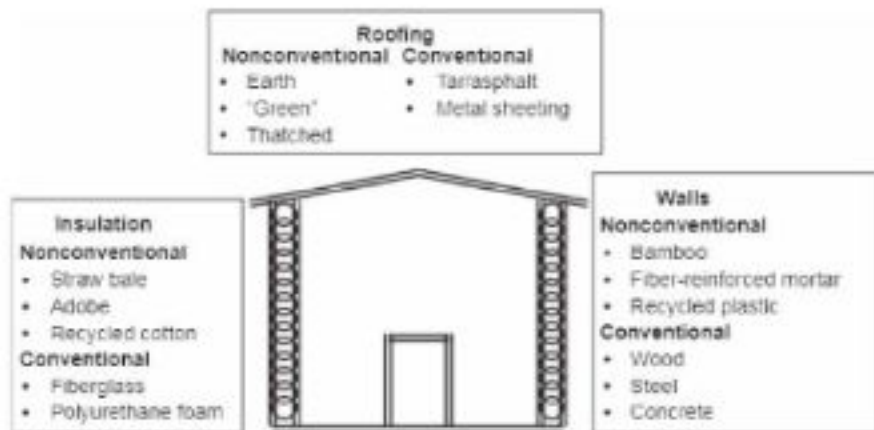 Roofing
Nonconventional Conventional
• Earth • Tarrasphalt
• "Green" • Metal sheeting
• Thatched
Insulation
Nonconventional
• Straw bale
• Adobe
• Recycled cotton
Conventional
• Fiberglass
• Polyurethane foam
Walls
Nonconventional
• Bamboo
• Fiber-reinforced mortar
• Recycled plastic
Conventional
• Wood
• Steel
• Concrete